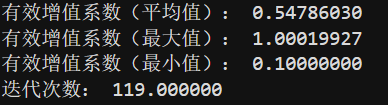 有效增值系数（平均值）： 0.54786030
有效增值系数（最大值）： 1.00019927
有效增值系数（最小值）： 0.10000000
迭代次数： 119.000000